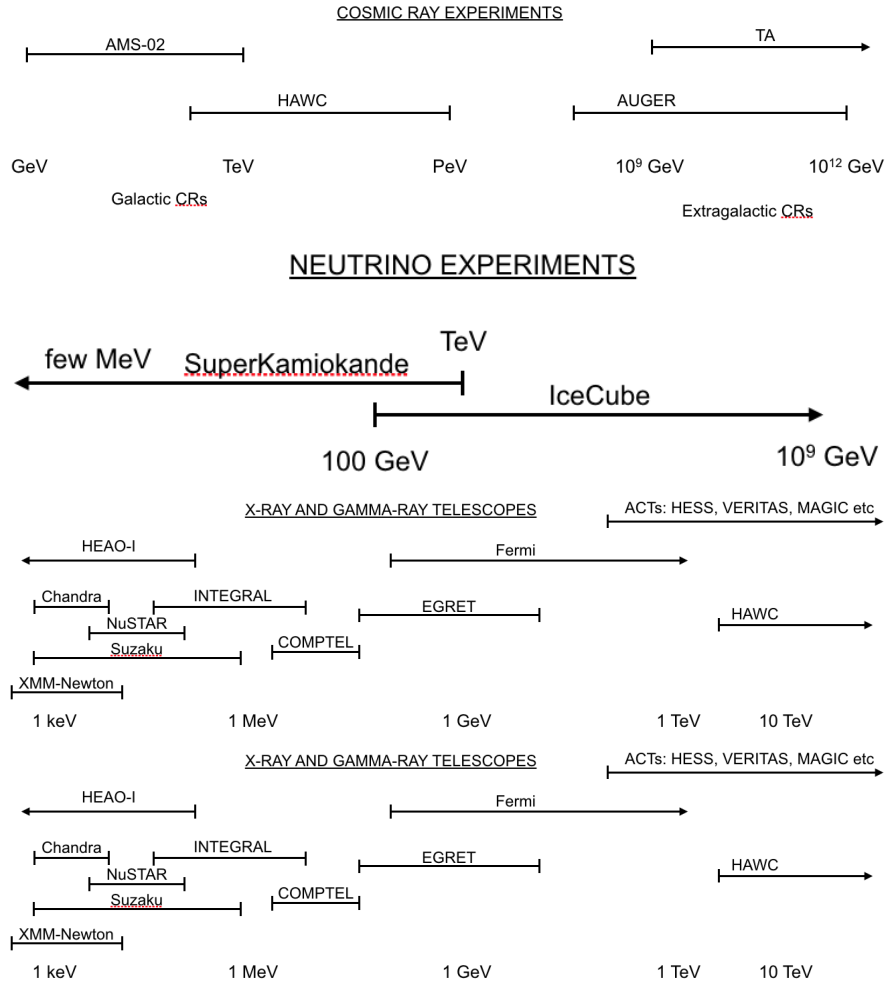 COSMIC RAY EXPERIMENTS
AMS-02
TA
HAWC
AUGER
GeV
TeV
PeV
10⁹ GeV
10¹² GeV
Galactic CRs
Extragalactic CRs
NEUTRINO EXPERIMENTS
few MeV
SuperKamiokande
TeV
IceCube
100 GeV
10⁹ GeV
X-RAY AND GAMMA-RAY TELESCOPES
ACTs: HESS, VERITAS, MAGIC etc
HEAO-I
Fermi
Chandra
INTEGRAL
EGRET
HAWC
NuSTAR
COMPTEL
Suzaku
XMM-Newton
1 keV
1 MeV
1 GeV
1 TeV
10 TeV
X-RAY AND GAMMA-RAY TELESCOPES
ACTs: HESS, VERITAS, MAGIC etc
HEAO-I
Fermi
Chandra
INTEGRAL
EGRET
HAWC
NuSTAR
COMPTEL
Suzaku
XMM-Newton
1 keV
1 MeV
1 GeV
1 TeV
10 TeV